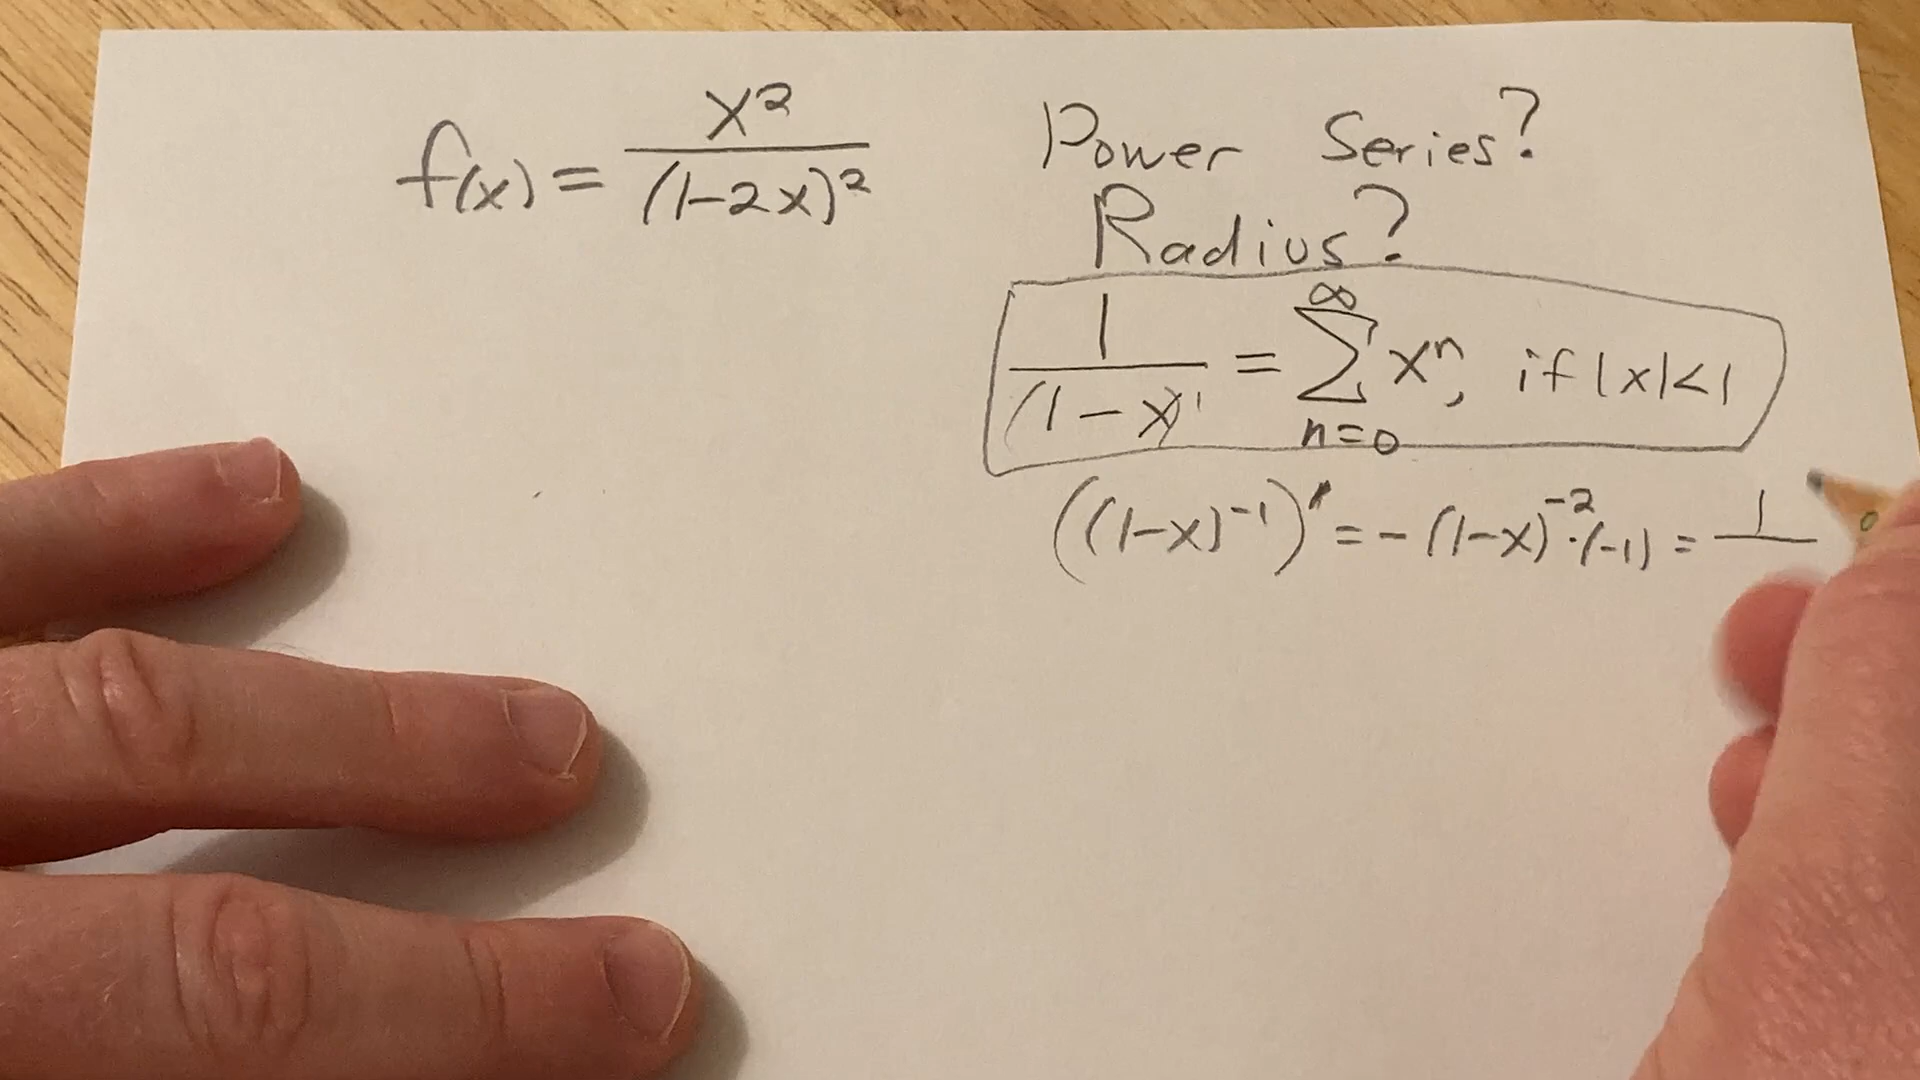 f(x) = x² / (1-2x)²
Power Series?
Radius?
1 / (1-x)¹ = ∑_{n=0}^{∞} xⁿ, if |x|<1
((1-x)⁻¹)' = -(1-x)⁻²·(-1) = 1 /